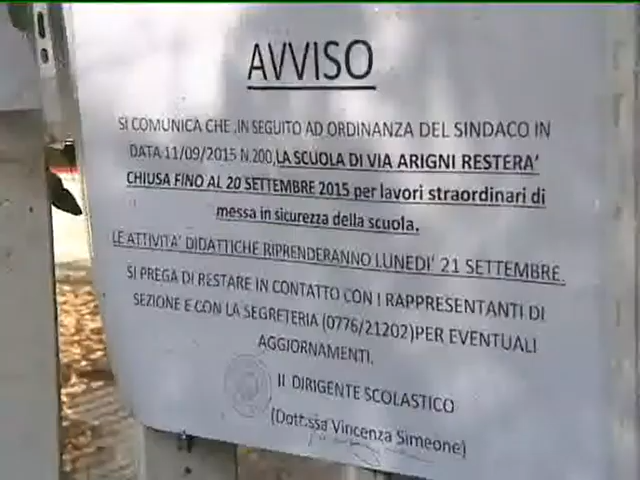 AVVISO
SI COMUNICA CHE ,IN SEGUITO AD ORDINANZA DEL SINDACO IN
DATA 11/09/2015 N.200,LA SCUOLA DI VIA ARIGNI RESTERA'
CHIUSA FINO AL 20 SETTEMBRE 2015 per lavori straordinari di
messa in sicurezza della scuola.
LE ATTIVITA' DIDATTICHE RIPRENDERANNO LUNEDI' 21 SETTEMBRE.
SI PREGA DI RESTARE IN CONTATTO CON I RAPPRESENTANTI DI
SEZIONE E CON LA SEGRETERIA (0776/21202)PER EVENTUALI
AGGIORNAMENTI.
Il DIRIGENTE SCOLASTICO
(Dott.ssa Vincenza Simeone)